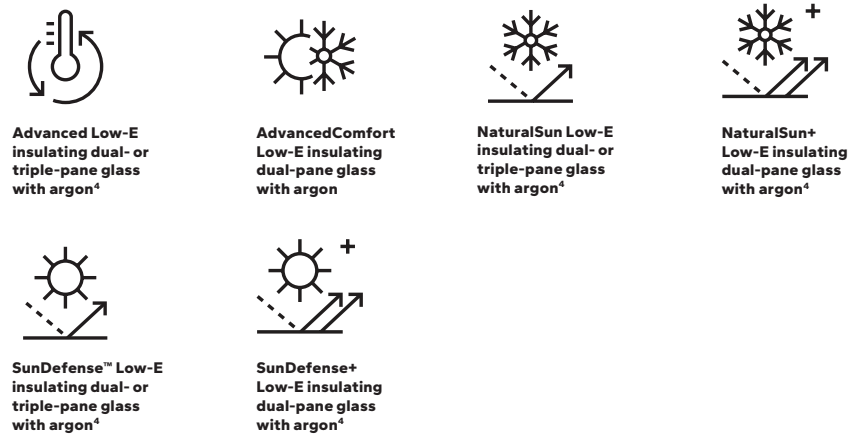 Advanced Low-E
insulating dual- or
triple-pane glass
with argon⁴
AdvancedComfort
Low-E insulating
dual-pane glass
with argon
NaturalSun Low-E
insulating dual- or
triple-pane glass
with argon⁴
NaturalSun+
Low-E insulating
dual-pane glass
with argon⁴
SunDefense™ Low-E
insulating dual- or
triple-pane glass
with argon⁴
SunDefense+
Low-E insulating
dual-pane glass
with argon⁴